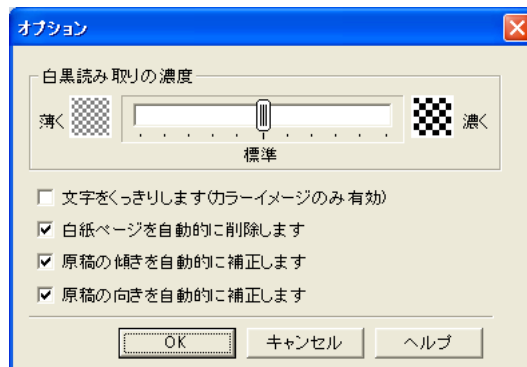 オプション
白黒読み取りの濃度
薄く 濃く
標準
文字をくっきりします(カラーイメージのみ有効)
白紙ページを自動的に削除します
原稿の傾きを自動的に補正します
原稿の向きを自動的に補正します
OK キャンセル ヘルプ